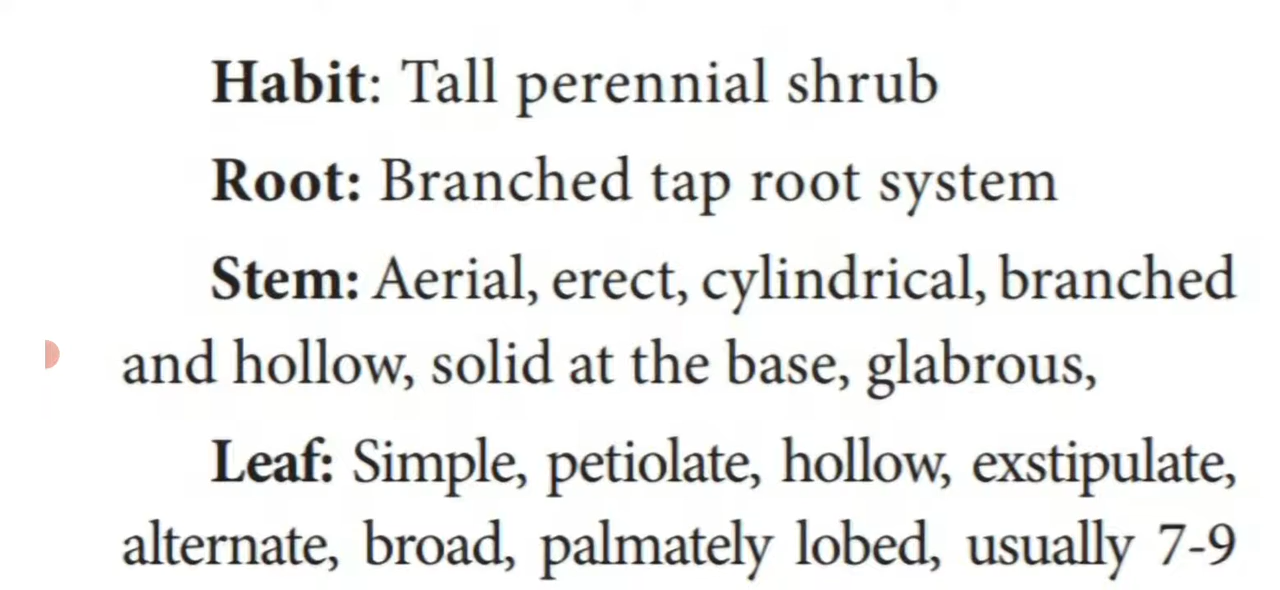 Habit: Tall perennial shrub
Root: Branched tap root system
Stem: Aerial, erect, cylindrical, branched
and hollow, solid at the base, glabrous,
Leaf: Simple, petiolate, hollow, exstipulate,
alternate, broad, palmately lobed, usually 7-9